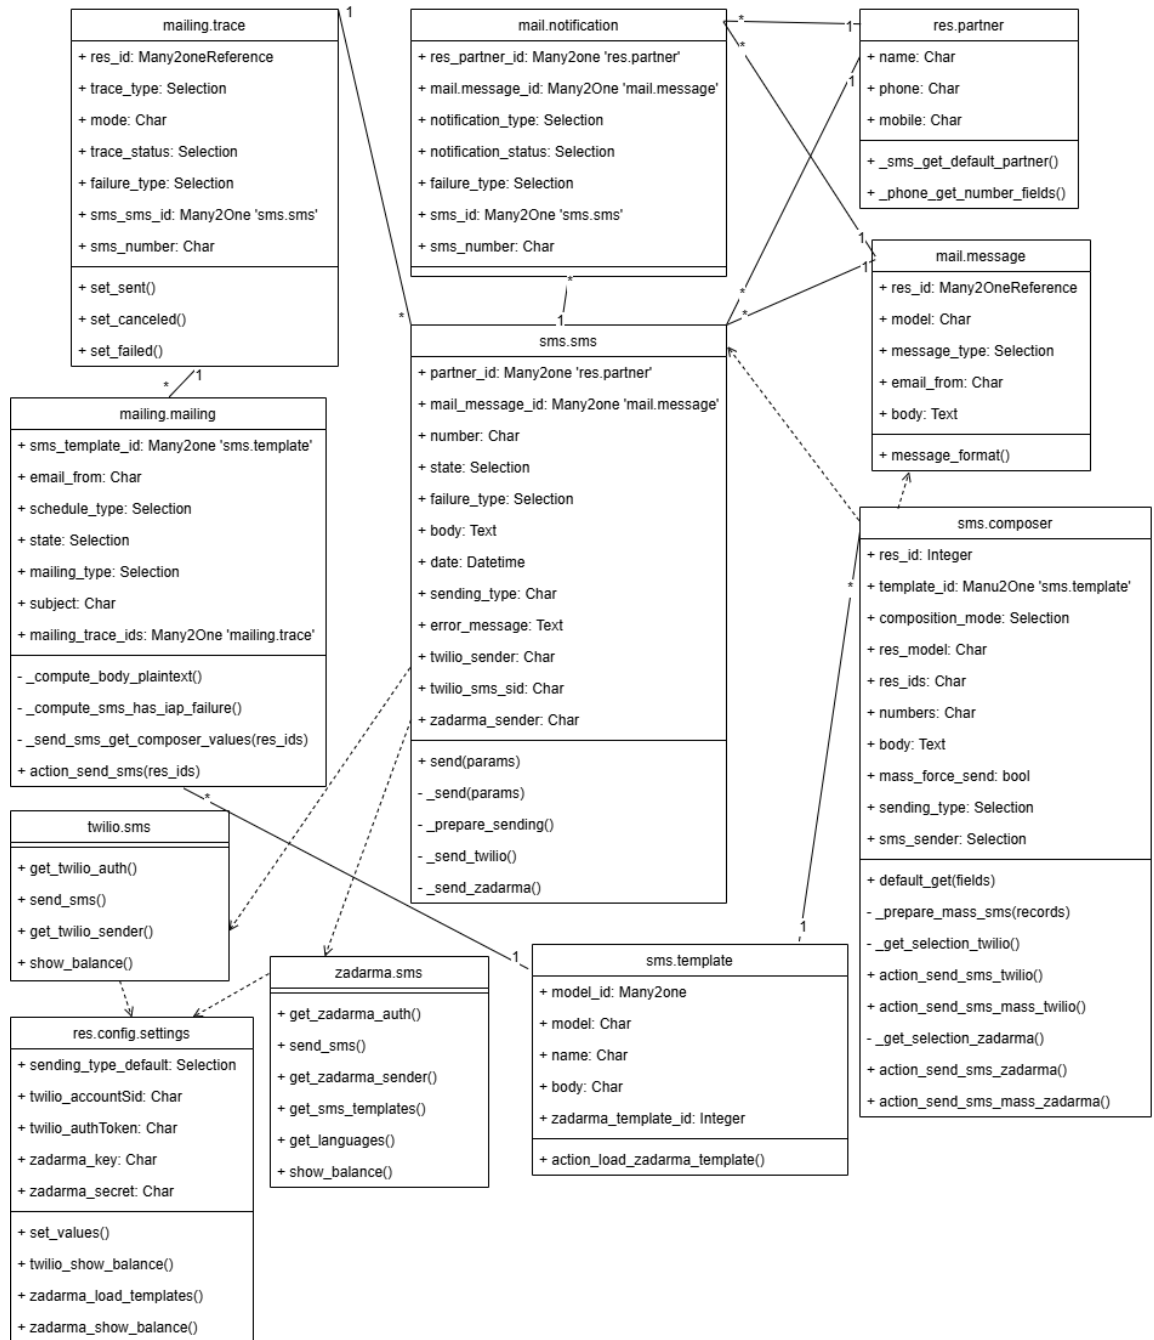 mailing.trace
+ res_id: Many2oneReference
+ trace_type: Selection
+ mode: Char
+ trace_status: Selection
+ failure_type: Selection
+ sms_sms_id: Many2One 'sms.sms'
+ sms_number: Char
+ set_sent()
+ set_canceled()
+ set_failed()
1
*
mail.notification
+ res_partner_id: Many2one 'res.partner'
+ mail.message_id: Many2One 'mail.message'
+ notification_type: Selection
+ notification_status: Selection
+ failure_type: Selection
+ sms_id: Many2One 'sms.sms'
+ sms_number: Char
*
1
*
1
*
1
res.partner
+ name: Char
+ phone: Char
+ mobile: Char
+ _sms_get_default_partner()
+ _phone_get_number_fields()
1
*
1
*
mail.message
+ res_id: Many2OneReference
+ model: Char
+ message_type: Selection
+ email_from: Char
+ body: Text
+ message_format()
1
*
mailing.mailing
+ sms_template_id: Many2one 'sms.template'
+ email_from: Char
+ schedule_type: Selection
+ state: Selection
+ mailing_type: Selection
+ subject: Char
+ mailing_trace_ids: Many2One 'mailing.trace'
- _compute_body_plaintext()
- _compute_sms_has_iap_failure()
- _send_sms_get_composer_values(res_ids)
+ action_send_sms(res_ids)
*
1
sms.sms
+ partner_id: Many2one 'res.partner'
+ mail_message_id: Many2one 'mail.message'
+ number: Char
+ state: Selection
+ failure_type: Selection
+ body: Text
+ date: Datetime
+ sending_type: Char
+ error_message: Text
+ twilio_sender: Char
+ twilio_sms_sid: Char
+ zadarma_sender: Char
+ send(params)
- _send(params)
- _prepare_sending()
- _send_twilio()
- _send_zadarma()
sms.composer
+ res_id: Integer
+ template_id: Manu2One 'sms.template'
+ composition_mode: Selection
+ res_model: Char
+ res_ids: Char
+ numbers: Char
+ body: Text
+ mass_force_send: bool
+ sending_type: Selection
+ sms_sender: Selection
+ default_get(fields)
- _prepare_mass_sms(records)
- _get_selection_twilio()
+ action_send_sms_twilio()
+ action_send_sms_mass_twilio()
- _get_selection_zadarma()
+ action_send_sms_zadarma()
+ action_send_sms_mass_zadarma()
*
1
twilio.sms
+ get_twilio_auth()
+ send_sms()
+ get_twilio_sender()
+ show_balance()
zadarma.sms
+ get_zadarma_auth()
+ send_sms()
+ get_zadarma_sender()
+ get_sms_templates()
+ get_languages()
+ show_balance()
sms.template
+ model_id: Many2one
+ model: Char
+ name: Char
+ body: Char
+ zadarma_template_id: Integer
+ action_load_zadarma_template()
res.config.settings
+ sending_type_default: Selection
+ twilio_accountSid: Char
+ twilio_authToken: Char
+ zadarma_key: Char
+ zadarma_secret: Char
+ set_values()
+ twilio_show_balance()
+ zadarma_load_templates()
+ zadarma_show_balance()